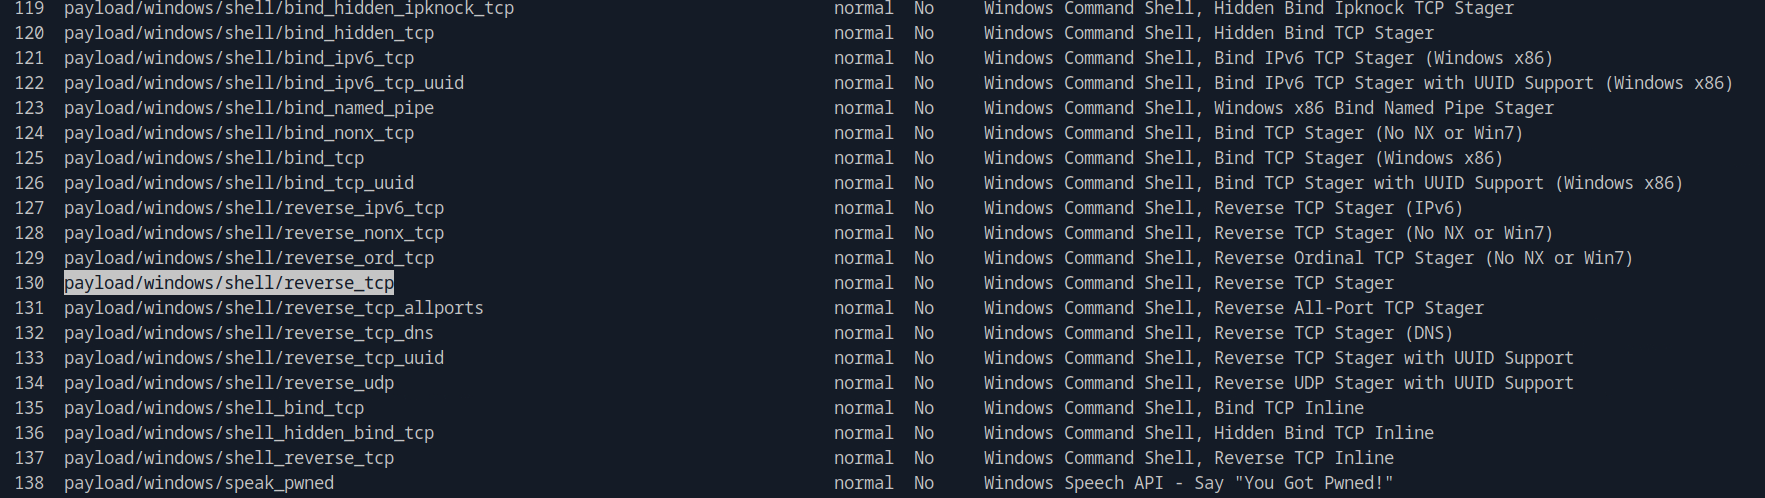 119 payload/windows/shell/bind_hidden_ipknock_tcp normal No Windows Command Shell, Hidden Bind Ipknock TCP Stager
120 payload/windows/shell/bind_hidden_tcp normal No Windows Command Shell, Hidden Bind TCP Stager
121 payload/windows/shell/bind_ipv6_tcp normal No Windows Command Shell, Bind IPv6 TCP Stager (Windows x86)
122 payload/windows/shell/bind_ipv6_tcp_uuid normal No Windows Command Shell, Bind IPv6 TCP Stager with UUID Support (Windows x86)
123 payload/windows/shell/bind_named_pipe normal No Windows Command Shell, Windows x86 Bind Named Pipe Stager
124 payload/windows/shell/bind_nonx_tcp normal No Windows Command Shell, Bind TCP Stager (No NX or Win7)
125 payload/windows/shell/bind_tcp normal No Windows Command Shell, Bind TCP Stager (Windows x86)
126 payload/windows/shell/bind_tcp_uuid normal No Windows Command Shell, Bind TCP Stager with UUID Support (Windows x86)
127 payload/windows/shell/reverse_ipv6_tcp normal No Windows Command Shell, Reverse TCP Stager (IPv6)
128 payload/windows/shell/reverse_nonx_tcp normal No Windows Command Shell, Reverse TCP Stager (No NX or Win7)
129 payload/windows/shell/reverse_ord_tcp normal No Windows Command Shell, Reverse Ordinal TCP Stager (No NX or Win7)
130 payload/windows/shell/reverse_tcp normal No Windows Command Shell, Reverse TCP Stager
131 payload/windows/shell/reverse_tcp_allports normal No Windows Command Shell, Reverse All-Port TCP Stager
132 payload/windows/shell/reverse_tcp_dns normal No Windows Command Shell, Reverse TCP Stager (DNS)
133 payload/windows/shell/reverse_tcp_uuid normal No Windows Command Shell, Reverse TCP Stager with UUID Support
134 payload/windows/shell/reverse_udp normal No Windows Command Shell, Reverse UDP Stager with UUID Support
135 payload/windows/shell_bind_tcp normal No Windows Command Shell, Bind TCP Inline
136 payload/windows/shell_hidden_bind_tcp normal No Windows Command Shell, Hidden Bind TCP Inline
137 payload/windows/shell_reverse_tcp normal No Windows Command Shell, Reverse TCP Inline
138 payload/windows/speak_pwned normal No Windows Speech API - Say "You Got Pwned!"